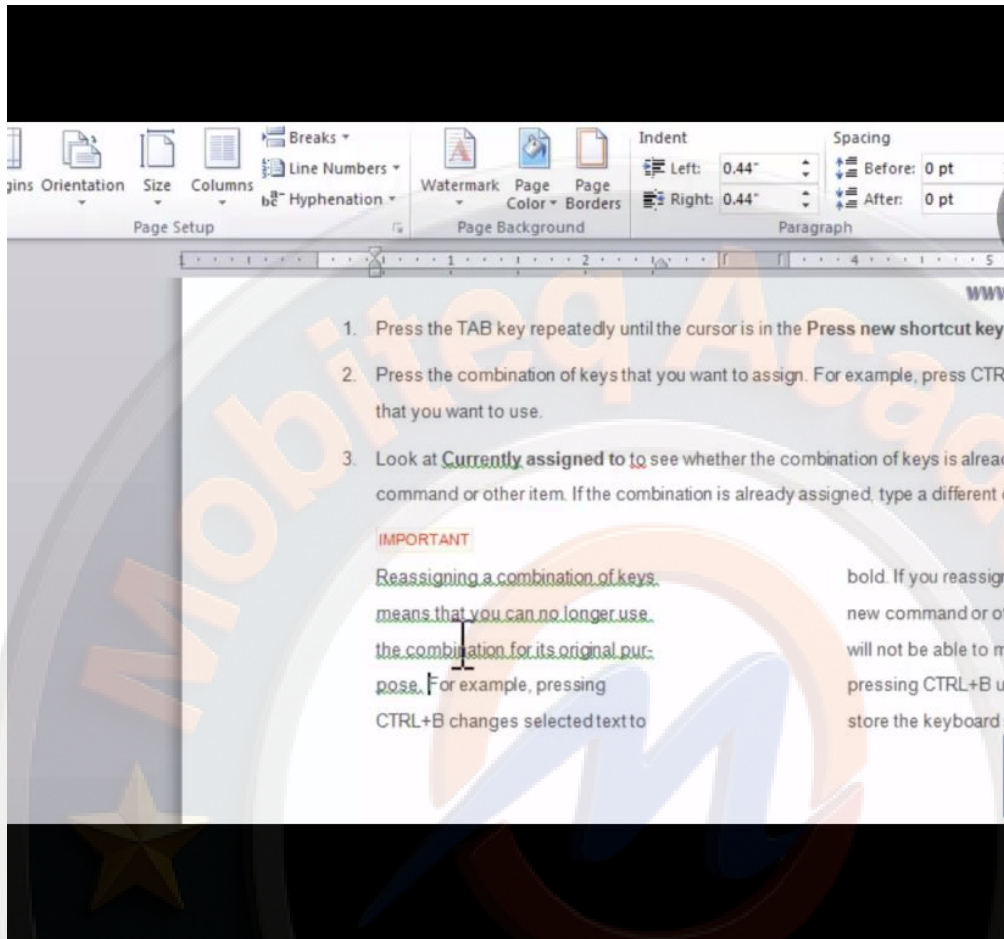 Breaks
Line Numbers
Hyphenation
Orientation
Size
Columns
Page Setup
Watermark
Page Color
Page Borders
Page Background
Indent
Left: 0.44"
Right: 0.44"
Paragraph
Spacing
Before: 0 pt
After: 0 pt
1 2 4 5
1. Press the TAB key repeatedly until the cursor is in the Press new shortcut key
2. Press the combination of keys that you want to assign. For example, press
that you want to use.
3. Look at Currently assigned to to see whether the combination of keys is
command or other item. If the combination is already assigned, type a different
IMPORTANT
Reassigning a combination of keys
means that you can no longer use
the combination for its original pur-
pose. For example, pressing
CTRL+B changes selected text to
bold. If you
new command or
will not be able to
pressing CTRL+B
store the keyboard
Mobiteq